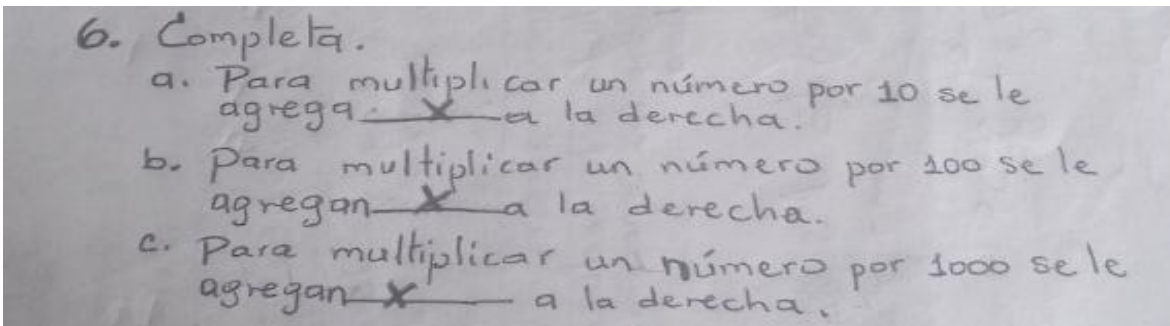 6. Completa.
a. Para multiplicar un número por 10 se le
agrega x a la derecha.
b. Para multiplicar un número por 100 se le
agregan x a la derecha.
c. Para multiplicar un número por 1000 se le
agregan x a la derecha.